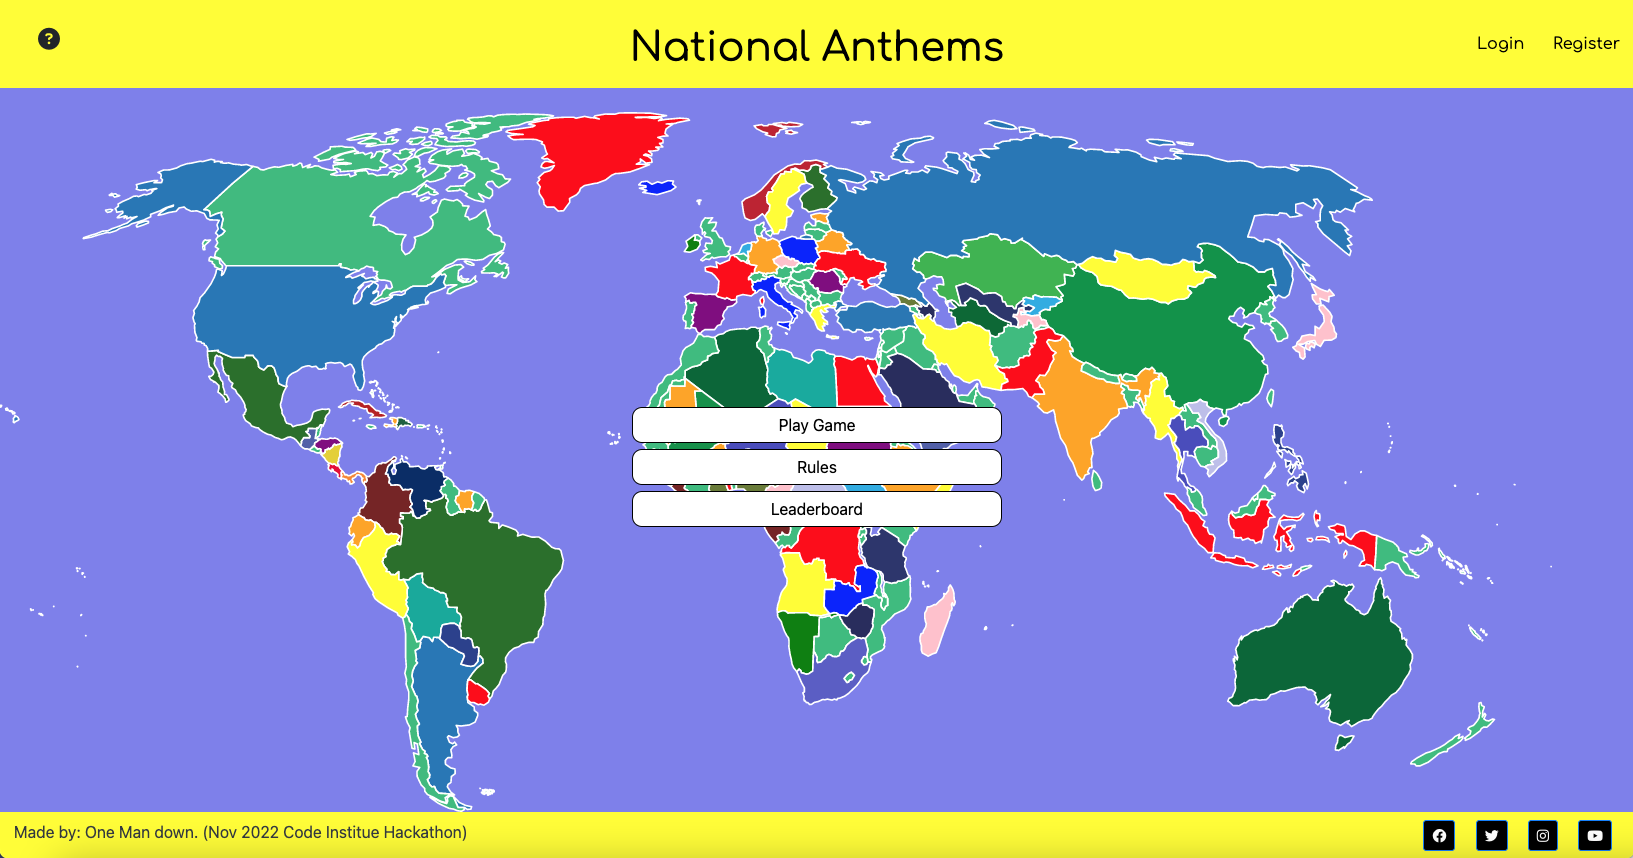 ?
National Anthems
Login Register
Play Game
Rules
Leaderboard
Made by: One Man down. (Nov 2022 Code Institue Hackathon)